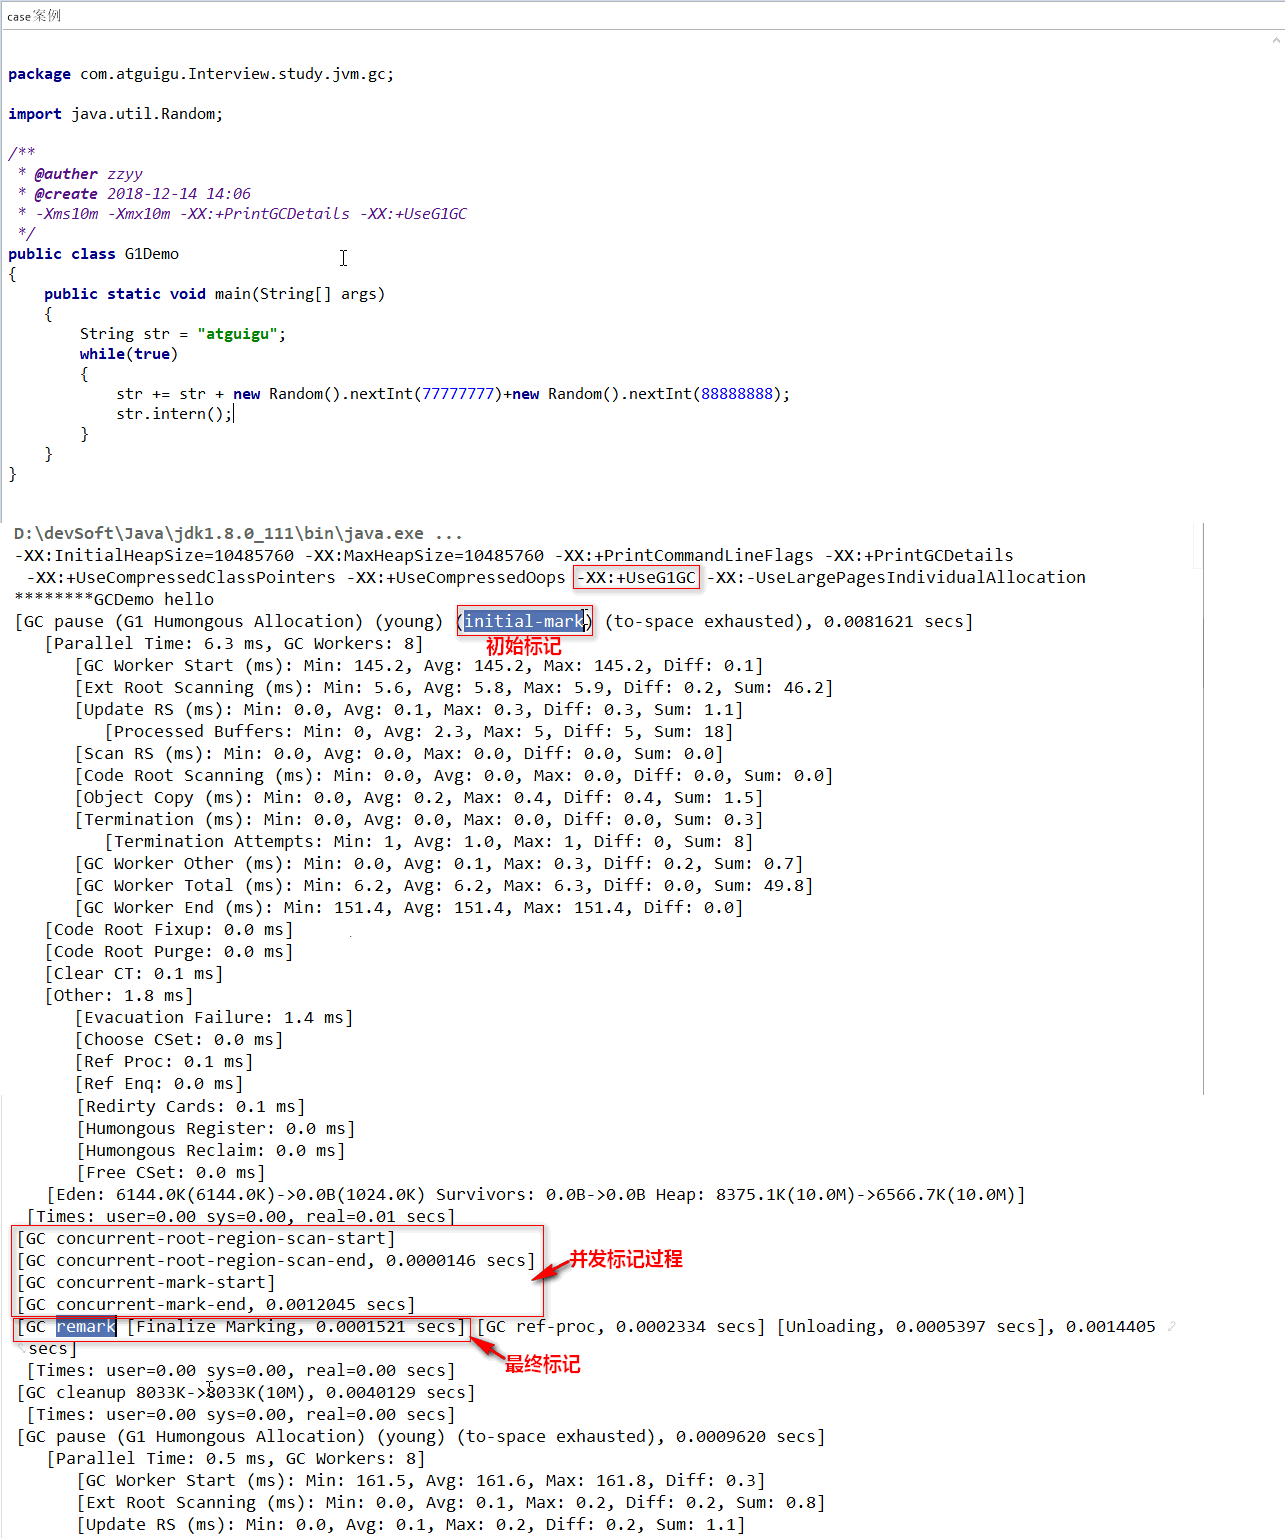 case案例
package com.atguigu.Interview.study.jvm.gc;
import java.util.Random;
/**
* @auther zzyy
* @create 2018-12-14 14:06
* -Xms10m -Xmx10m -XX:+PrintGCDetails -XX:+UseG1GC
*/
public class G1Demo
{
public static void main(String[] args)
{
String str = "atguigu";
while(true)
{
str += str + new Random().nextInt(77777777)+new Random().nextInt(88888888);
str.intern();
}
}
}
D:\devSoft\Java\jdk1.8.0_111\bin\java.exe ...
-XX:InitialHeapSize=10485760 -XX:MaxHeapSize=10485760 -XX:+PrintCommandLineFlags -XX:+PrintGCDetails
-XX:+UseCompressedClassPointers -XX:+UseCompressedOops -XX:+UseG1GC -XX:-UseLargePagesIndividualAllocation
********GCDemo hello
[GC pause (G1 Humongous Allocation) (young) (initial-mark) (to-space exhausted), 0.0081621 secs]
[Parallel Time: 6.3 ms, GC Workers: 8]
初始标记
[GC Worker Start (ms): Min: 145.2, Avg: 145.2, Max: 145.2, Diff: 0.1]
[Ext Root Scanning (ms): Min: 5.6, Avg: 5.8, Max: 5.9, Diff: 0.2, Sum: 46.2]
[Update RS (ms): Min: 0.0, Avg: 0.1, Max: 0.3, Diff: 0.3, Sum: 1.1]
[Processed Buffers: Min: 0, Avg: 2.3, Max: 5, Diff: 5, Sum: 18]
[Scan RS (ms): Min: 0.0, Avg: 0.0, Max: 0.0, Diff: 0.0, Sum: 0.0]
[Code Root Scanning (ms): Min: 0.0, Avg: 0.0, Max: 0.0, Diff: 0.0, Sum: 0.0]
[Object Copy (ms): Min: 0.0, Avg: 0.2, Max: 0.4, Diff: 0.4, Sum: 1.5]
[Termination (ms): Min: 0.0, Avg: 0.0, Max: 0.0, Diff: 0.0, Sum: 0.3]
[Termination Attempts: Min: 1, Avg: 1.0, Max: 1, Diff: 0, Sum: 8]
[GC Worker Other (ms): Min: 0.0, Avg: 0.1, Max: 0.3, Diff: 0.2, Sum: 0.7]
[GC Worker Total (ms): Min: 6.2, Avg: 6.2, Max: 6.3, Diff: 0.0, Sum: 49.8]
[GC Worker End (ms): Min: 151.4, Avg: 151.4, Max: 151.4, Diff: 0.0]
[Code Root Fixup: 0.0 ms]
[Code Root Purge: 0.0 ms]
[Clear CT: 0.1 ms]
[Other: 1.8 ms]
[Evacuation Failure: 1.4 ms]
[Choose CSet: 0.0 ms]
[Ref Proc: 0.1 ms]
[Ref Enq: 0.0 ms]
[Redirty Cards: 0.1 ms]
[Humongous Register: 0.0 ms]
[Humongous Reclaim: 0.0 ms]
[Free CSet: 0.0 ms]
[Eden: 6144.0K(6144.0K)->0.0B(1024.0K) Survivors: 0.0B->0.0B Heap: 8375.1K(10.0M)->6566.7K(10.0M)]
[Times: user=0.00 sys=0.00, real=0.01 secs]
[GC concurrent-root-region-scan-start]
[GC concurrent-root-region-scan-end, 0.0000146 secs]
并发标记过程
[GC concurrent-mark-start]
[GC concurrent-mark-end, 0.0012045 secs]
[GC remark [Finalize Marking, 0.0001521 secs] [GC ref-proc, 0.0002334 secs] [Unloading, 0.0005397 secs], 0.0014405
secs]
最终标记
[Times: user=0.00 sys=0.00, real=0.00 secs]
[GC cleanup 8033K->8033K(10M), 0.0040129 secs]
[Times: user=0.00 sys=0.00, real=0.00 secs]
[GC pause (G1 Humongous Allocation) (young) (to-space exhausted), 0.0009620 secs]
[Parallel Time: 0.5 ms, GC Workers: 8]
[GC Worker Start (ms): Min: 161.5, Avg: 161.6, Max: 161.8, Diff: 0.3]
[Ext Root Scanning (ms): Min: 0.0, Avg: 0.1, Max: 0.2, Diff: 0.2, Sum: 0.8]
[Update RS (ms): Min: 0.0, Avg: 0.1, Max: 0.2, Diff: 0.2, Sum: 1.1]